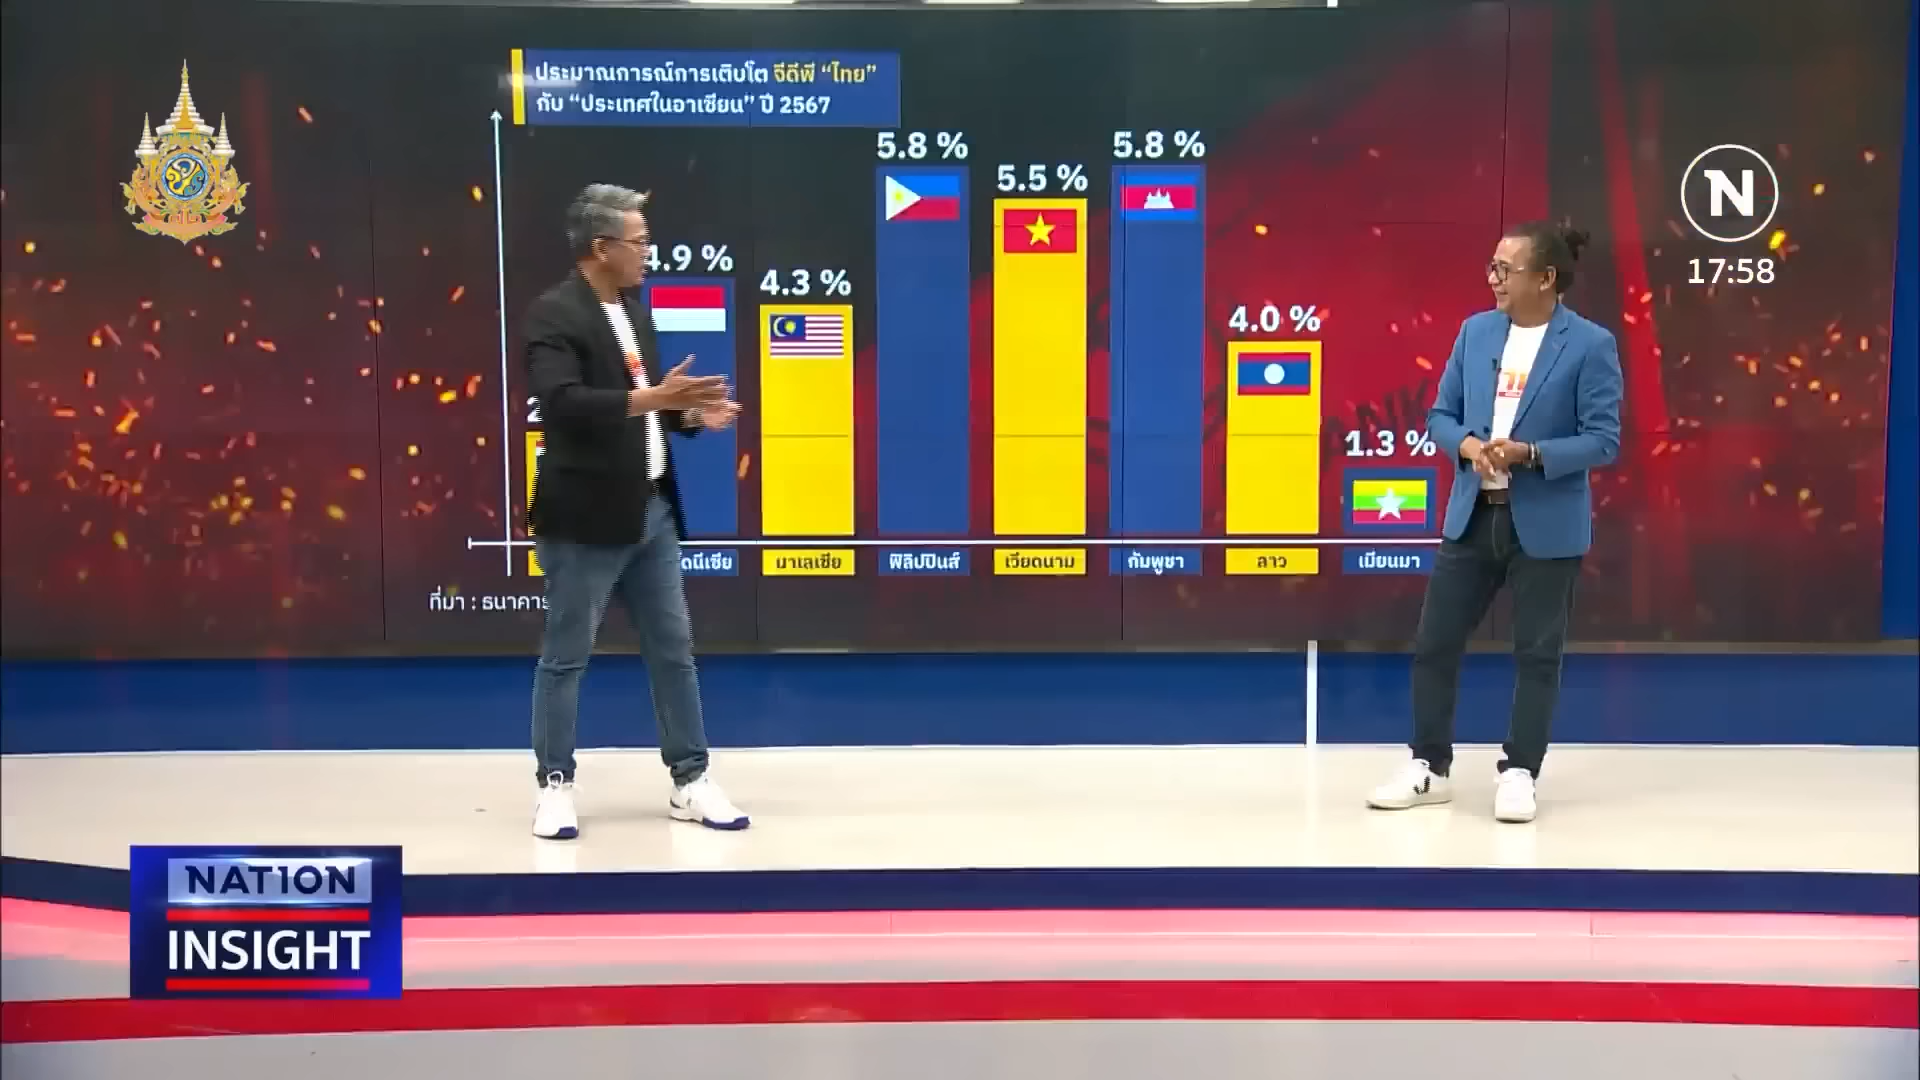 ประมาณการณ์การเติบโต จีดีพี “ไทย”
กับ “ประเทศในอาเซียน” ปี 2567
4.9 %
4.3 %
5.8 %
5.5 %
5.8 %
4.0 %
1.3 %
มาเลเซีย
ฟิลิปปินส์
เวียดนาม
กัมพูชา
ลาว
เมียนมา
ที่มา : ธนาคาร
N
17:58
NATION
INSIGHT